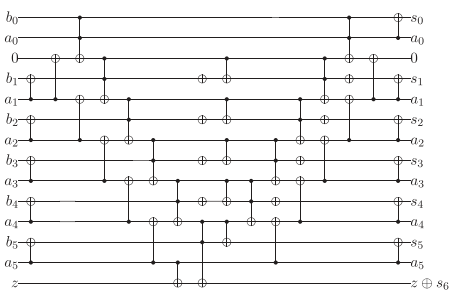 b₀ s₀
a₀ a₀
0 0
b₁ s₁
a₁ a₁
b₂ s₂
a₂ a₂
b₃ s₃
a₃ a₃
b₄ s₄
a₄ a₄
b₅ s₅
a₅ a₅
z z ⊕ s₆